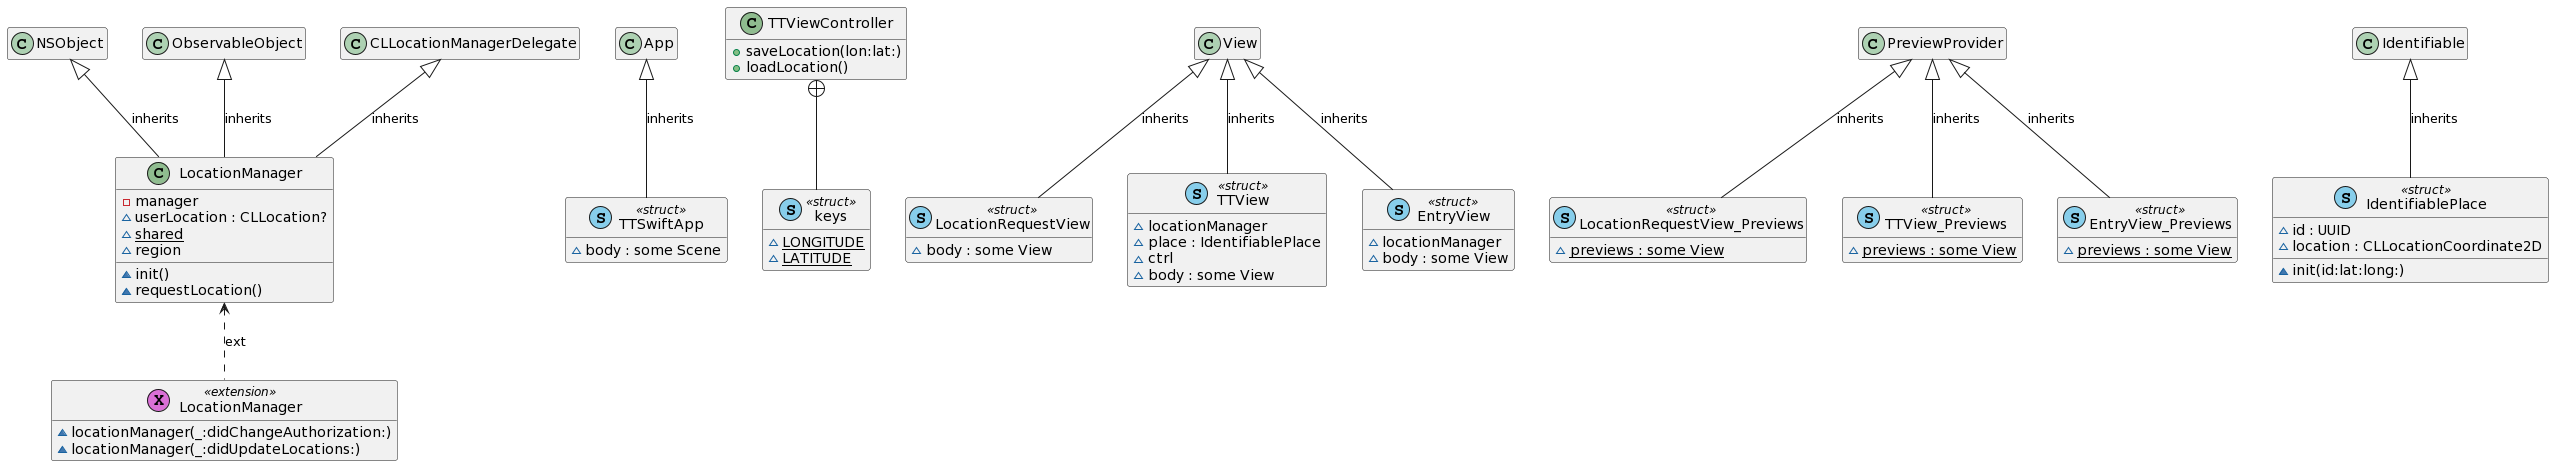 C NSObject
C ObservableObject
C CLLocationManagerDelegate
inherits
inherits
inherits
C LocationManager
manager
userLocation : CLLocation?
shared
region
init()
requestLocation()
ext
«extension»
X LocationManager
locationManager(_:didChangeAuthorization:)
locationManager(_:didUpdateLocations:)
C App
inherits
«struct»
S TTSwiftApp
body : some Scene
C TTViewController
saveLocation(lon:lat:)
loadLocation()
«struct»
S keys
LONGITUDE
LATITUDE
C View
inherits
inherits
inherits
«struct»
S LocationRequestView
body : some View
«struct»
S TTView
locationManager
place : IdentifiablePlace
ctrl
body : some View
«struct»
S EntryView
locationManager
body : some View
C PreviewProvider
inherits
inherits
inherits
«struct»
S LocationRequestView_Previews
previews : some View
«struct»
S TTView_Previews
previews : some View
«struct»
S EntryView_Previews
previews : some View
C Identifiable
inherits
«struct»
S IdentifiablePlace
id : UUID
location : CLLocationCoordinate2D
init(id:lat:long:)